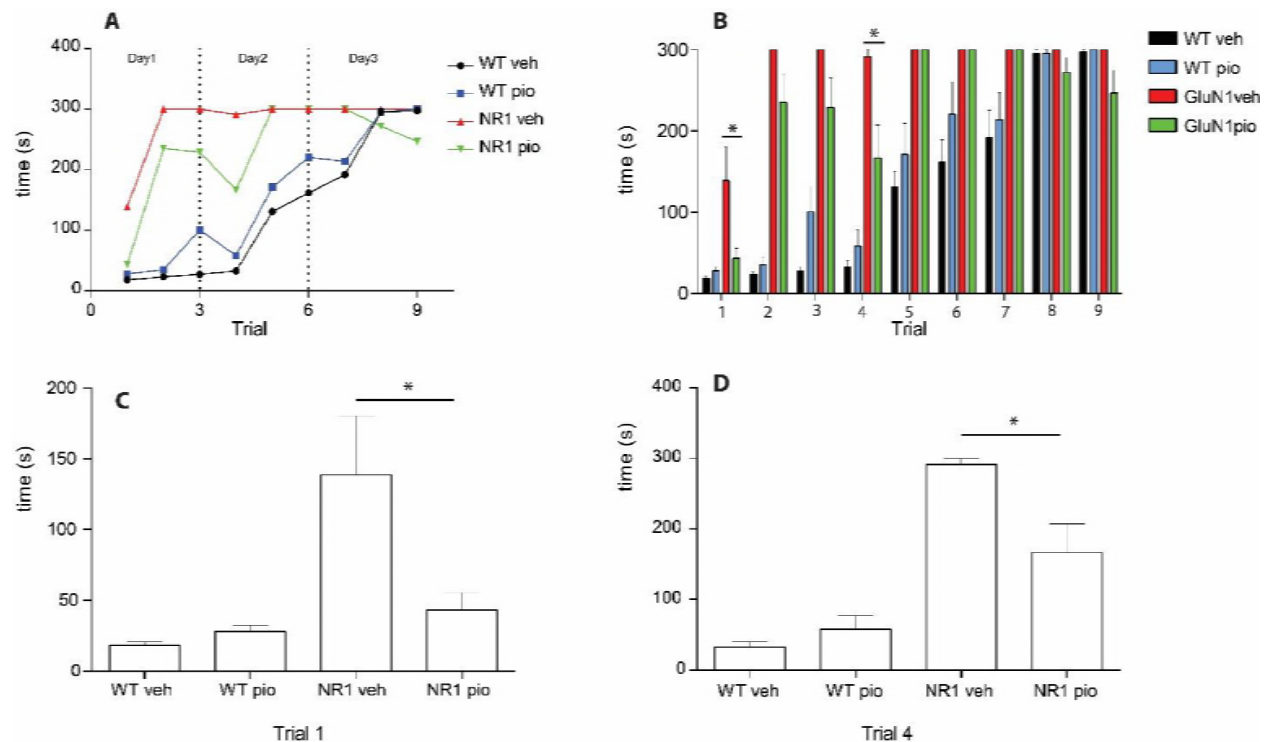 A
400
300
200
100
0
time (s)
Day1
Day2
Day3
0
3
6
9
Trial
WT veh
WT pio
NR1 veh
NR1 pio
B
300
200
100
0
time (s)
*
*
1
2
3
4
5
6
7
8
9
Trial
WT veh
WT pio
GluN1veh
GluN1pio
C
200
150
100
50
0
time (s)
*
WT veh
WT pio
NR1 veh
NR1 pio
Trial 1
D
400
300
200
100
0
time (s)
*
WT veh
WT pio
NR1 veh
NR1 pio
Trial 4